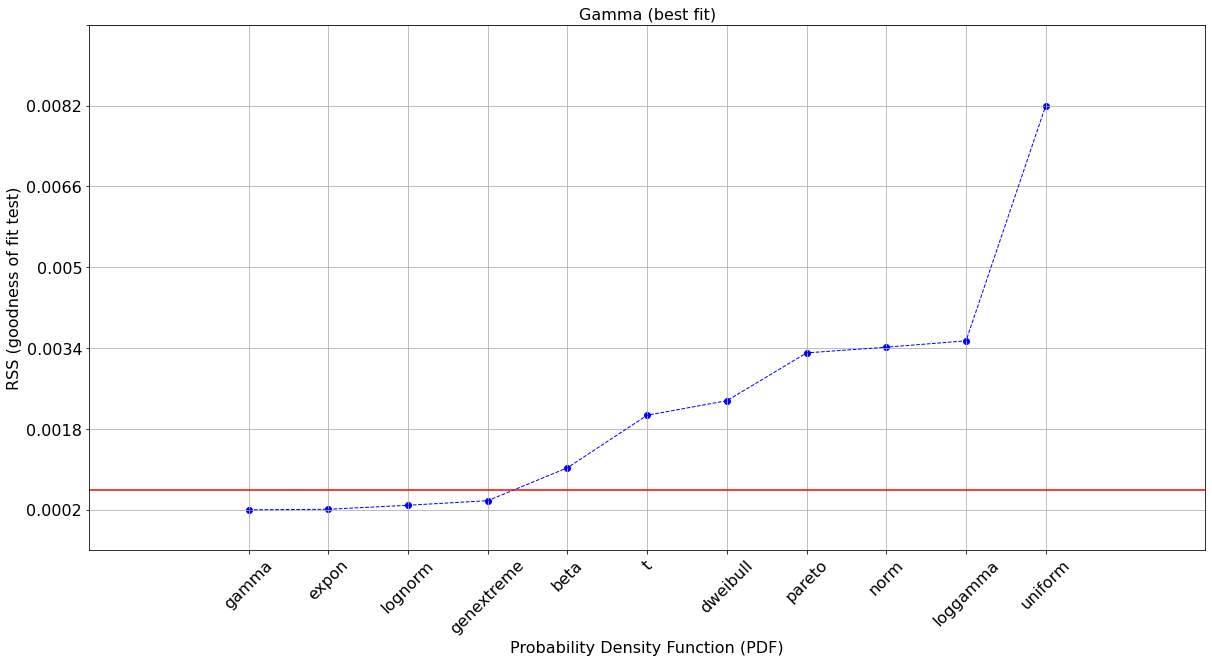 Gamma (best fit)
RSS (goodness of fit test)
0.0082
0.0066
0.005
0.0034
0.0018
0.0002
gamma
expon
lognorm
genextreme
beta
t
dweibull
pareto
norm
loggamma
uniform
Probability Density Function (PDF)